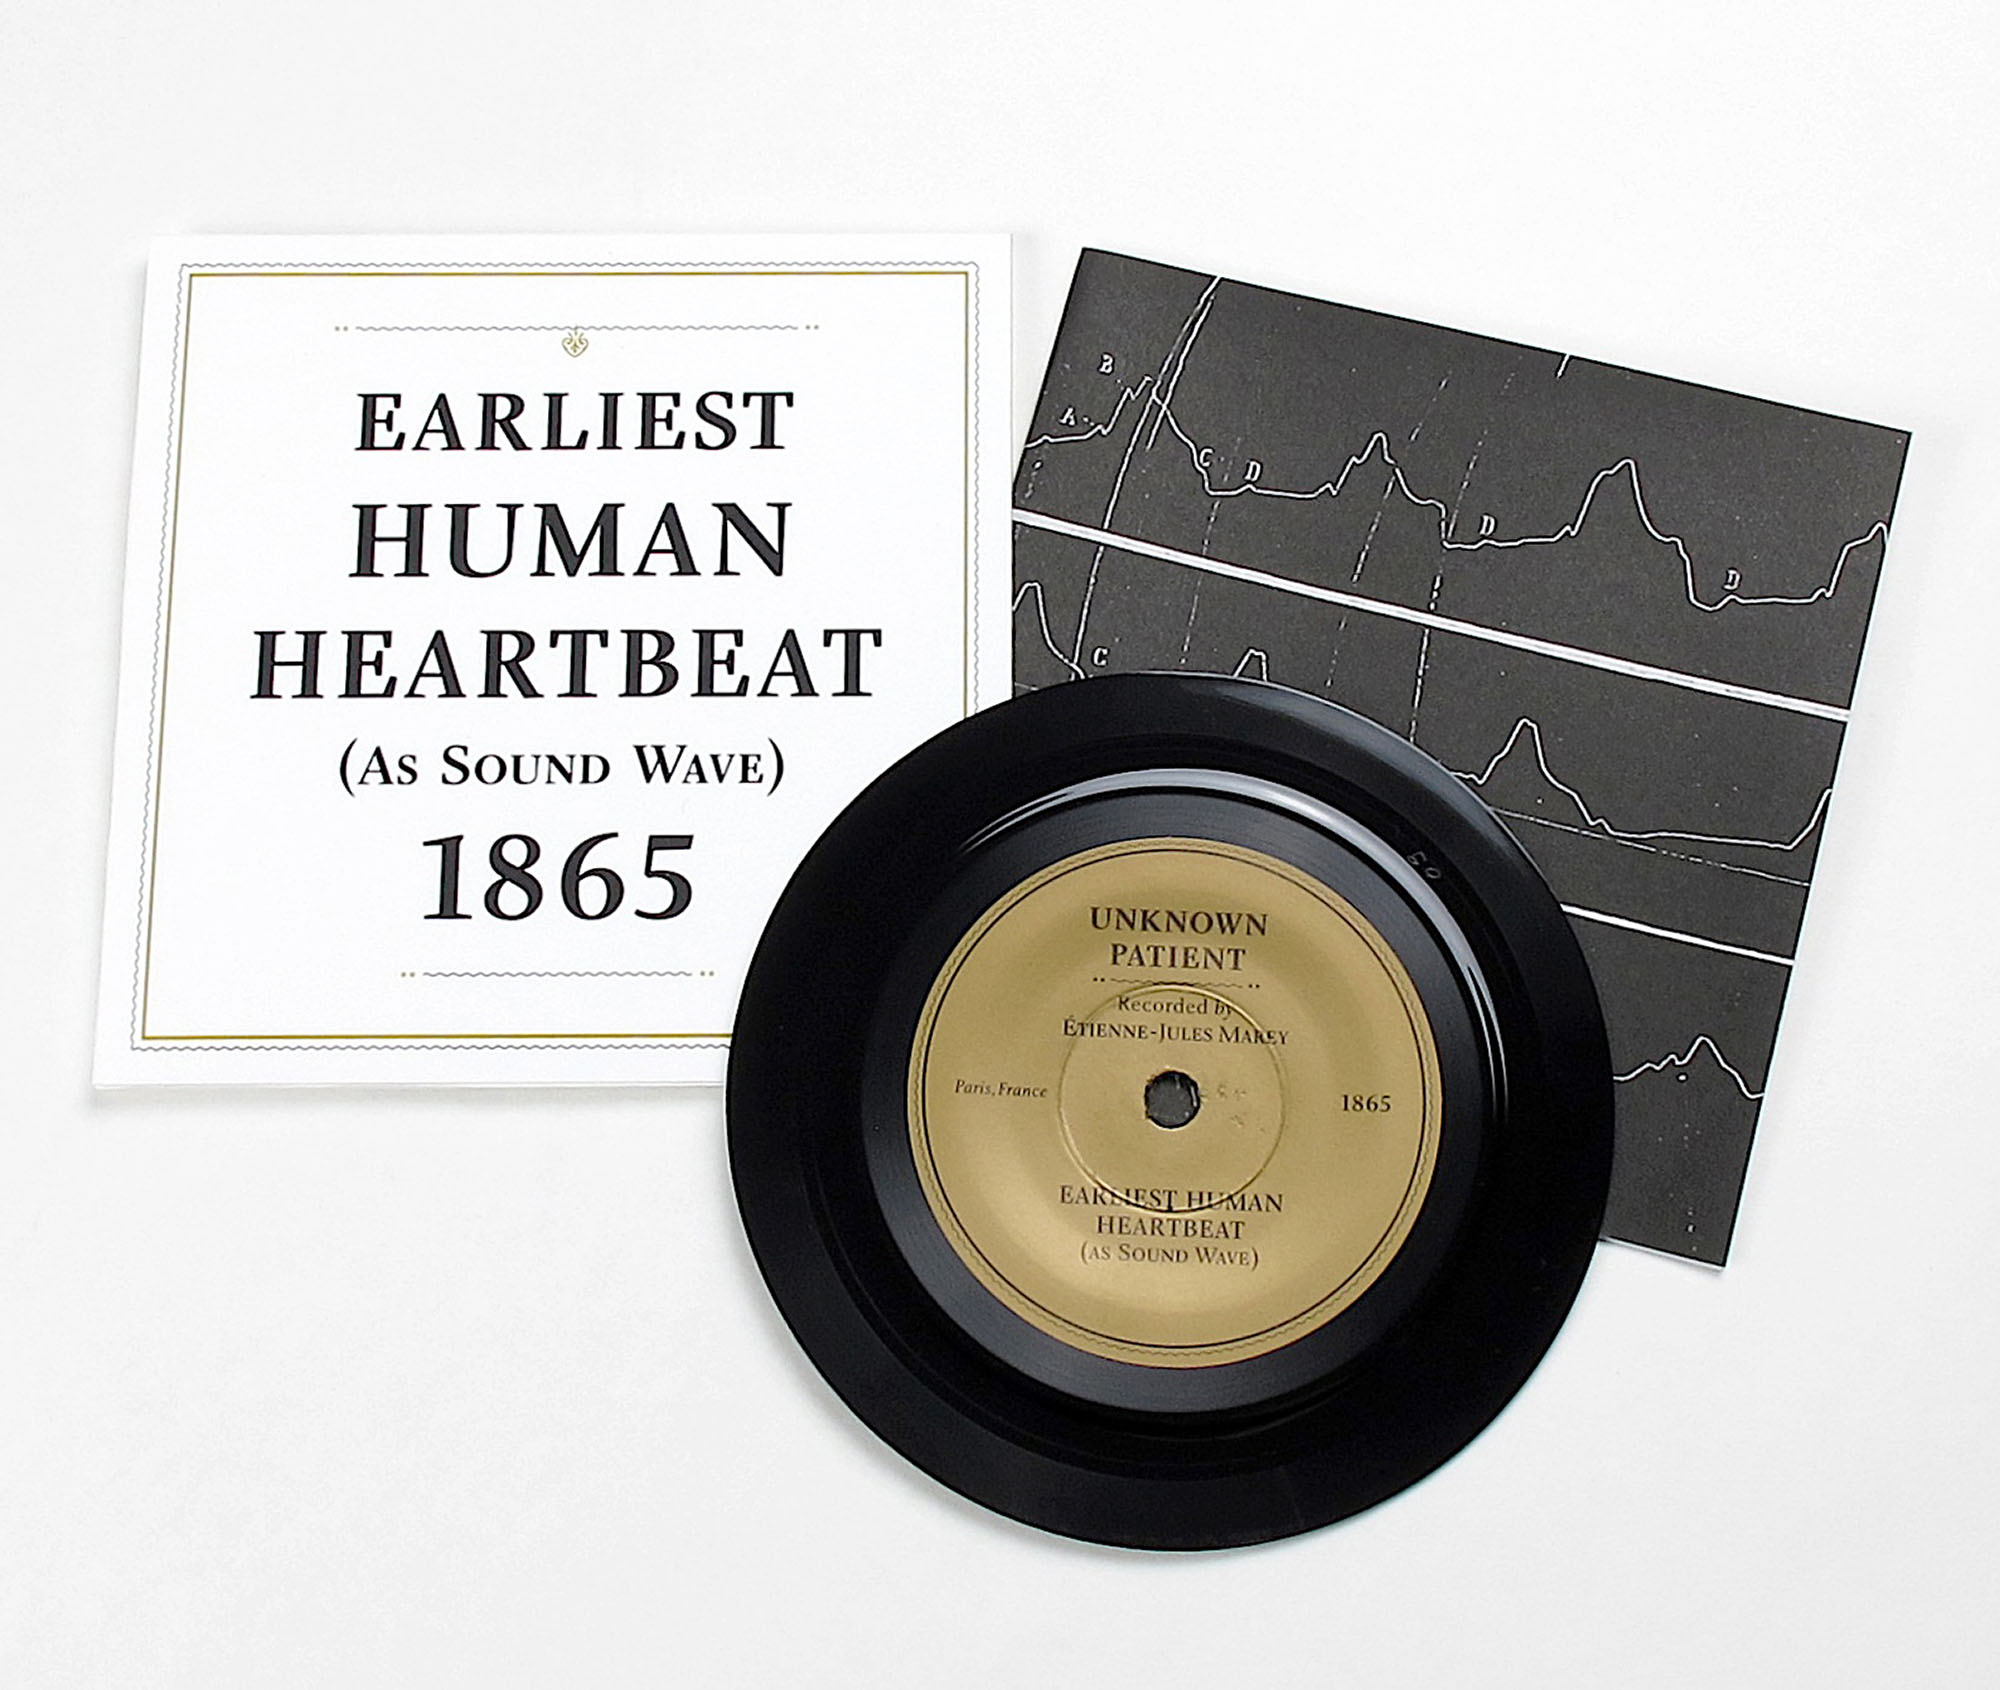 EARLIEST
HUMAN
HEARTBEAT
(AS SOUND WAVE)
1865
B
A
C D
D
D
C
50
UNKNOWN
PATIENT
Recorded by
ÉTIENNE-JULES MAREY
Paris, France
1865
EARLIEST HUMAN
HEARTBEAT
(AS SOUND WAVE)